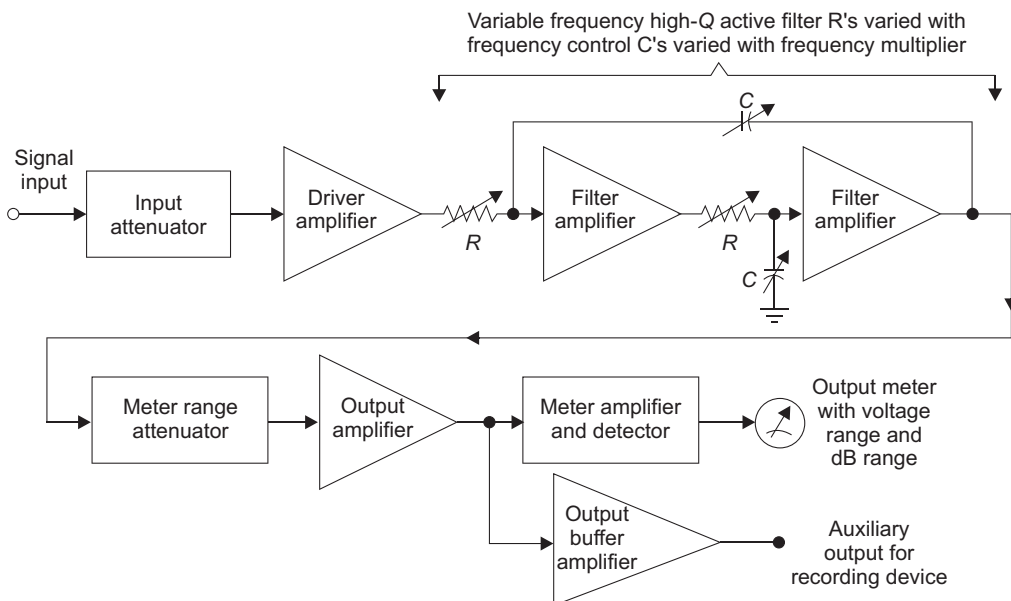 Variable frequency high-Q active filter R's varied with
frequency control C's varied with frequency multiplier
C
Signal
input
Input
attenuator
Driver
amplifier
R
Filter
amplifier
R
C
Filter
amplifier
Meter range
attenuator
Output
amplifier
Meter amplifier
and detector
Output meter
with voltage
range and
dB range
Output
buffer
amplifier
Auxiliary
output for
recording device